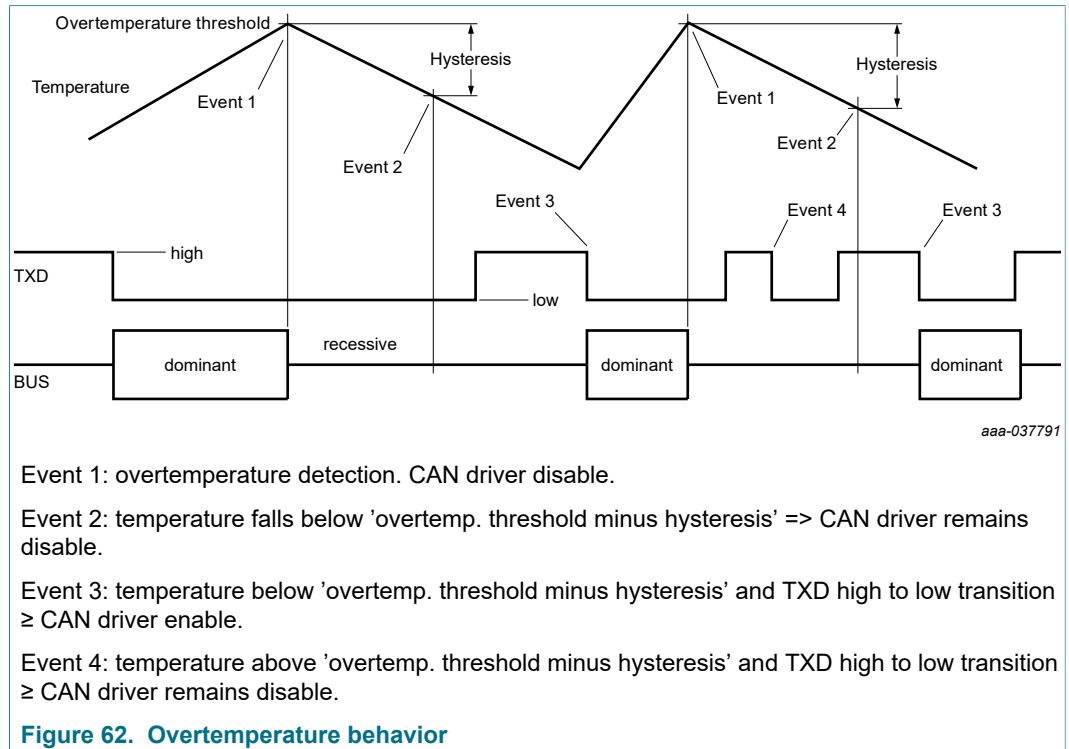 Overtemperature threshold
Hysteresis
Hysteresis
Temperature
Event 1
Event 1
Event 2
Event 2
Event 3
Event 4
Event 3
high
TXD
low
recessive
dominant
dominant
dominant
BUS
aaa-037791
Event 1: overtemperature detection. CAN driver disable.
Event 2: temperature falls below ’overtemp. threshold minus hysteresis’ => CAN driver remains
disable.
Event 3: temperature below ’overtemp. threshold minus hysteresis’ and TXD high to low transition
≥ CAN driver enable.
Event 4: temperature above ’overtemp. threshold minus hysteresis’ and TXD high to low transition
≥ CAN driver remains disable.
Figure 62. Overtemperature behavior